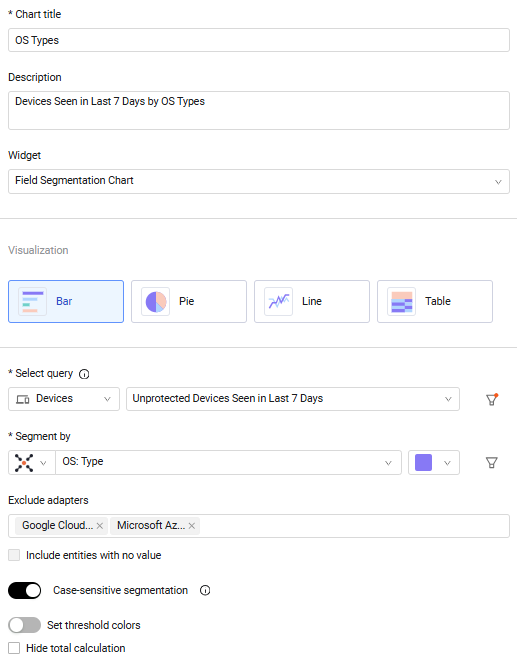 * Chart title
OS Types
Description
Devices Seen in Last 7 Days by OS Types
Widget
Field Segmentation Chart
Visualization
Bar Pie Line Table
* Select query
Devices Unprotected Devices Seen in Last 7 Days
* Segment by
OS: Type
Exclude adapters
Google Cloud... Microsoft Az...
Include entities with no value
Case-sensitive segmentation
Set threshold colors
Hide total calculation